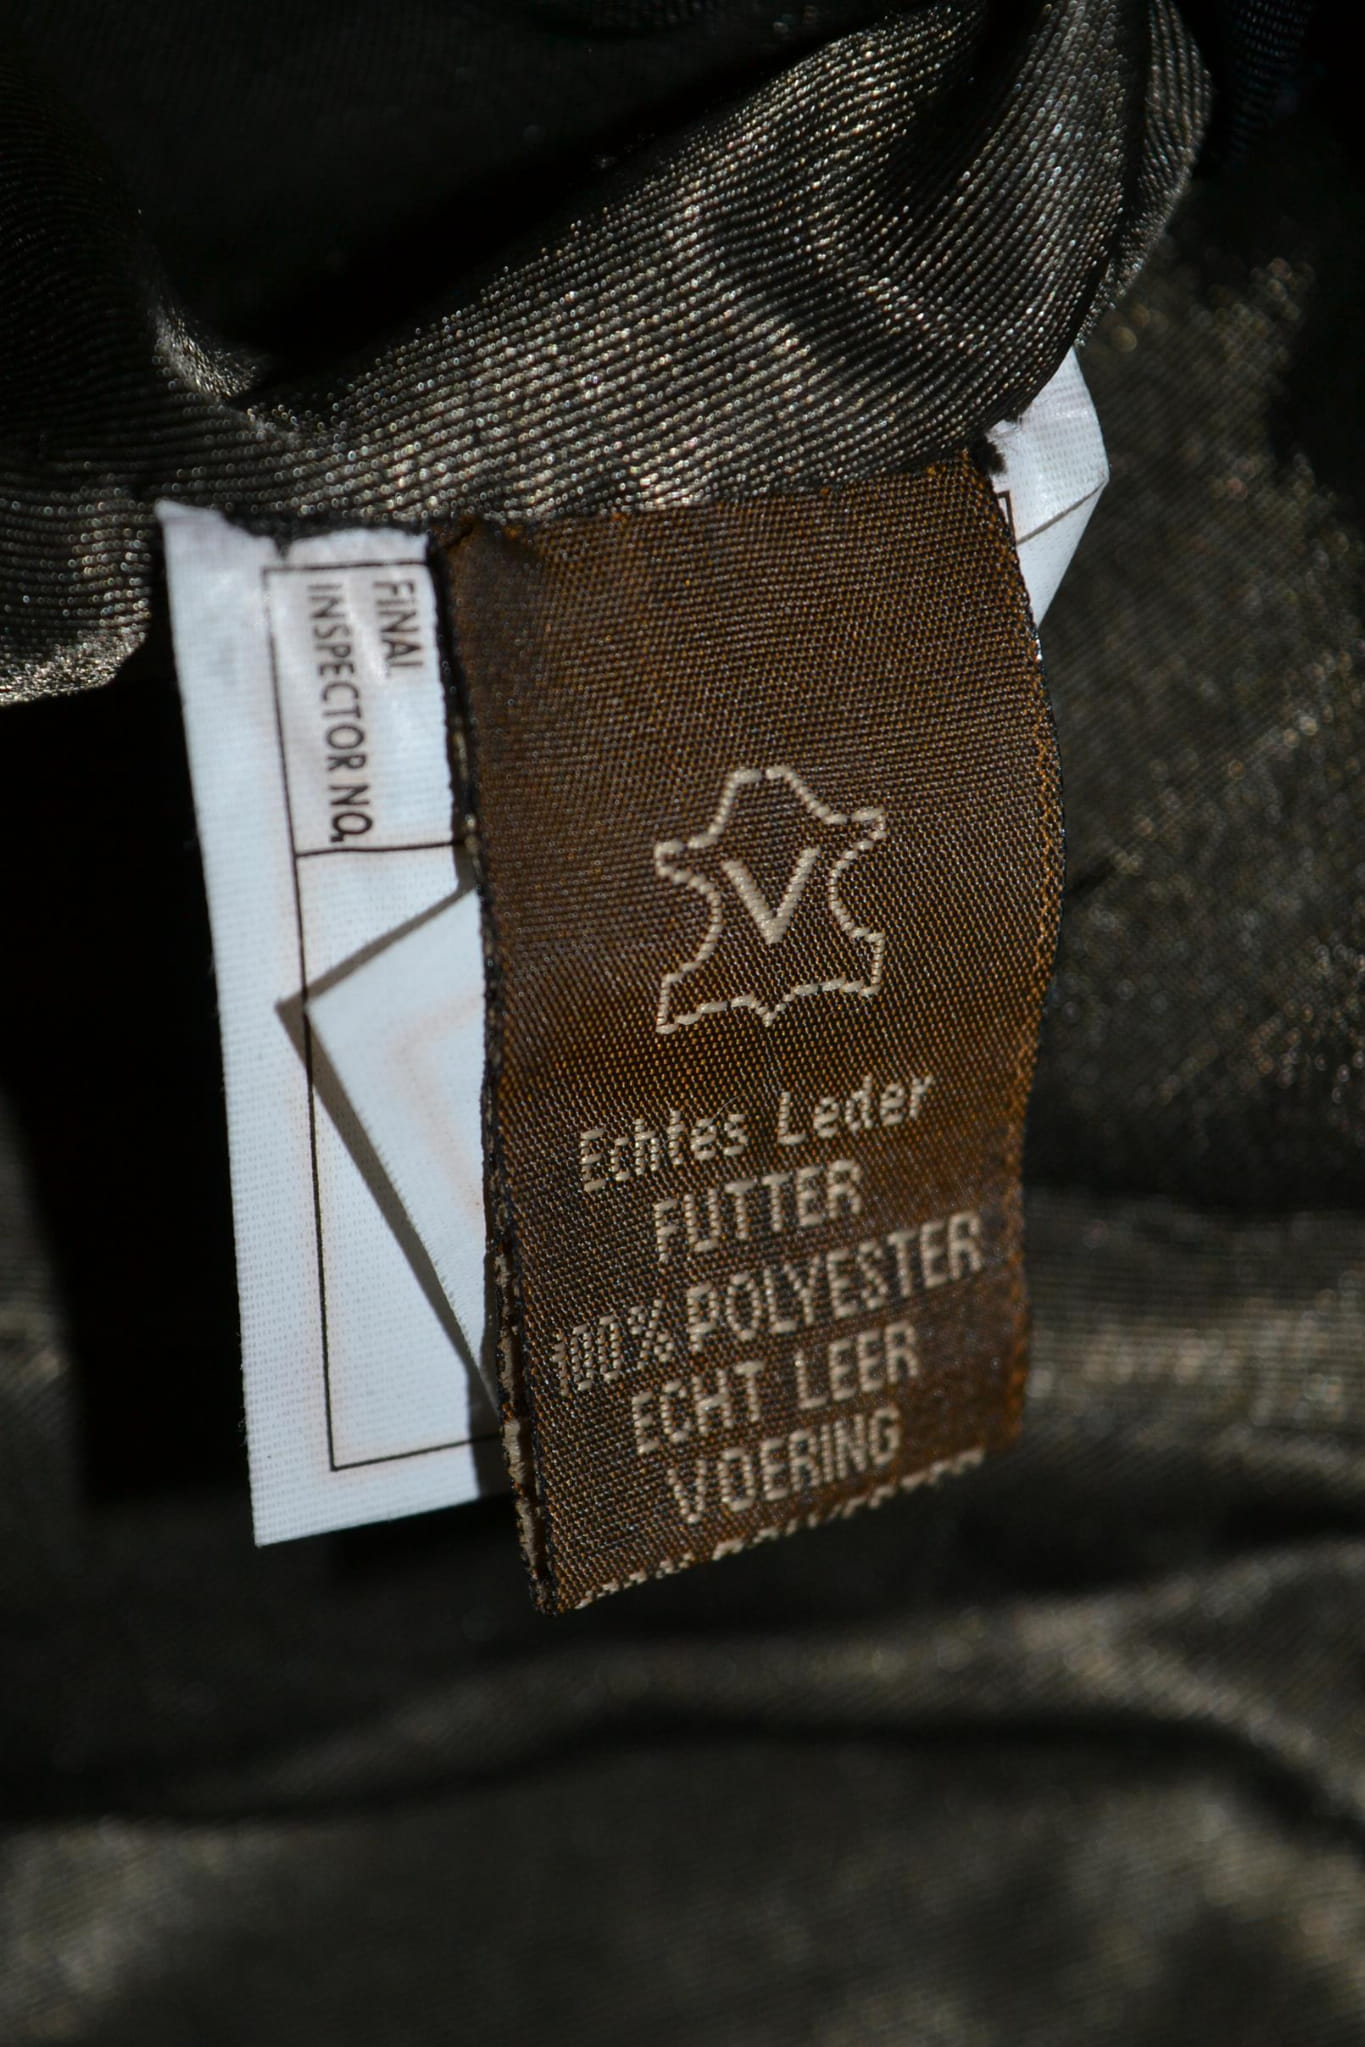 FINAL
INSPECTOR NO.
V
Echtes Leder
FUTTER
100% POLYESTER
ECHT LEER
VOERING